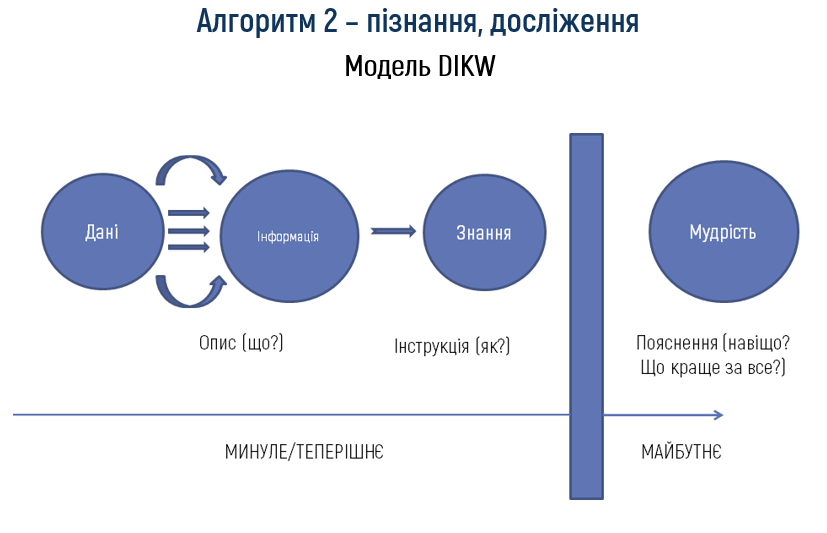 Алгоритм 2 – пізнання, досліження
Модель DIKW
Дані
Інформація
Знання
Мудрість
Опис (що?)
Інструкція (як?)
Пояснення (навіщо?
Що краще за все?)
МИНУЛЕ/ТЕПЕРІШНЄ
МАЙБУТНЄ